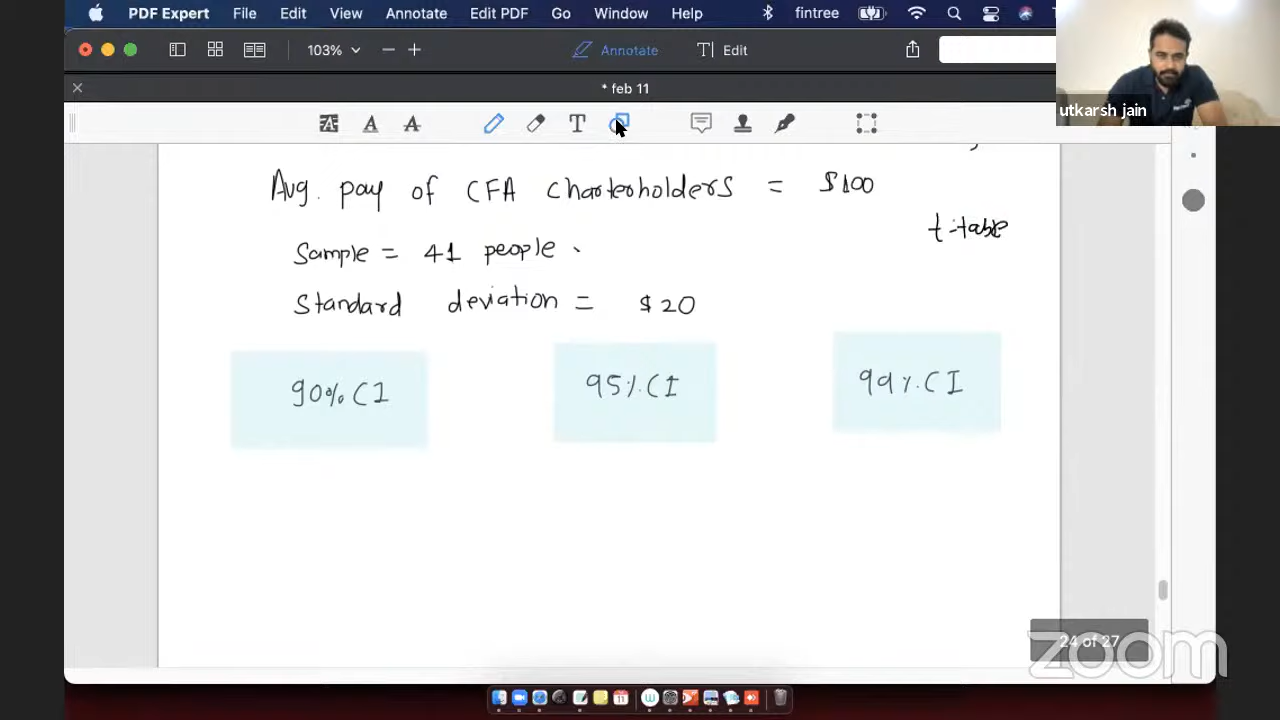 PDF Expert File Edit View Annotate Edit PDF Go Window Help fintree
103% Annotate T Edit
* feb 11
utkarsh jain
A A A T
Avg. pay of CFA Charterholders = $100
t-table
Sample = 41 people
Standard deviation = $20
90% CI 95% CI 99% CI
24 of 27
zoom
11